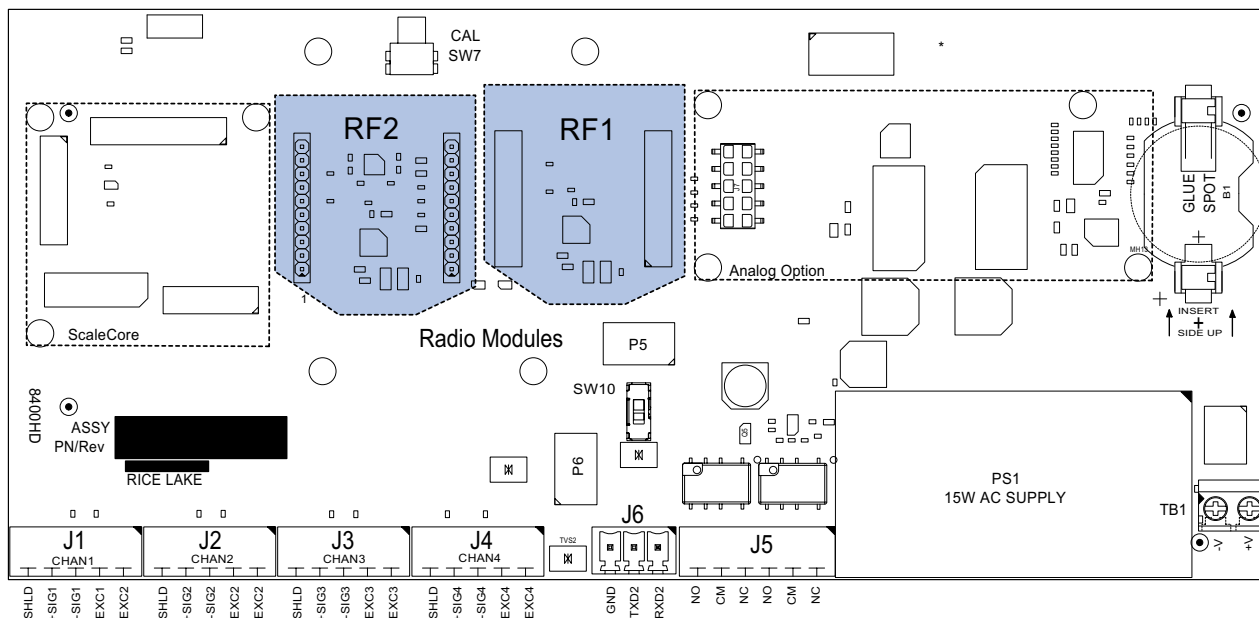 CAL
SW7
*
RF2
RF1
J7
GLUE
SPOT
B1
+
MH13
Analog Option
1
+
+
INSERT
+
SIDE UP
ScaleCore
Radio Modules
P5
SW10
8400HD
ASSY
PN/Rev
RICE LAKE
P6
Q5
PS1
15W AC SUPPLY
TB1
-V
+V
J1
CHAN1
J2
CHAN2
J3
CHAN3
J4
CHAN4
TVS2
J6
J5
SHLD
-SIG1
-SIG1
EXC1
EXC2
SHLD
-SIG2
-SIG2
EXC2
EXC2
SHLD
-SIG3
-SIG3
EXC3
EXC3
SHLD
-SIG4
-SIG4
EXC4
EXC4
GND
TXD2
RXD2
NO
CM
NC
NO
CM
NC